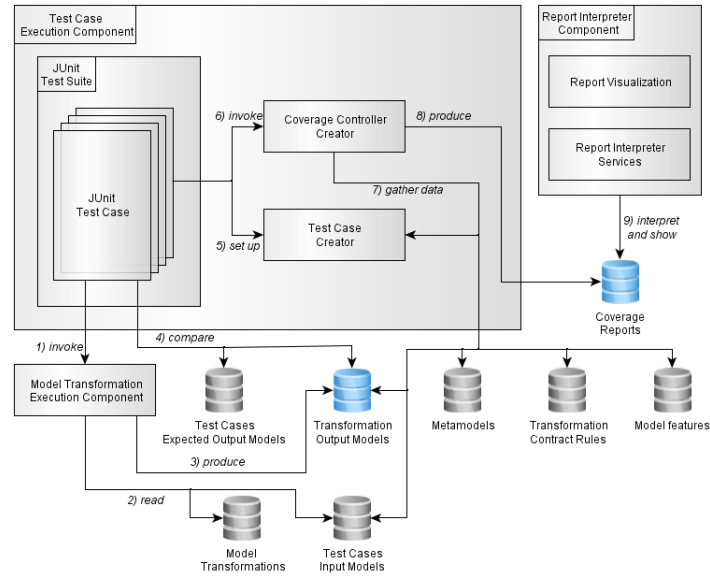 Test Case
Execution Component
Report Interpreter
Component
JUnit
Test Suite
Report Visualization
6) invoke
Coverage Controller
Creator
8) produce
Report Interpreter
Services
JUnit
Test Case
7) gather data
5) set up
Test Case
Creator
9) interpret
and show
Coverage
Reports
1) invoke
4) compare
Model Transformation
Execution Component
Test Cases
Expected Output Models
Transformation
Output Models
Metamodels
Transformation
Contract Rules
Model features
3) produce
2) read
Model
Transformations
Test Cases
Input Models